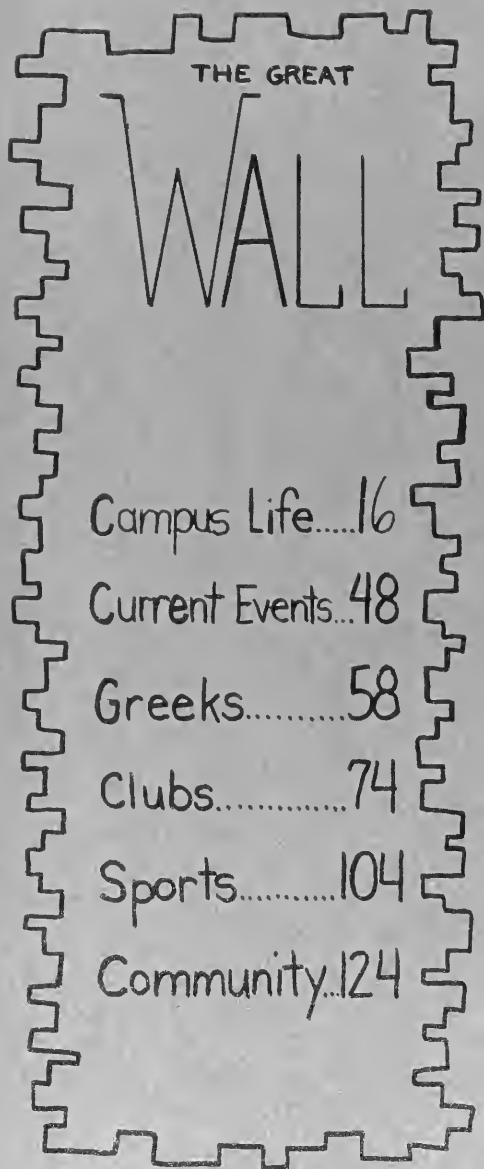 THE GREAT
WALL
Campus Life.....16
Current Events...48
Greeks...........58
Clubs..............74
Sports...........104
Community...124